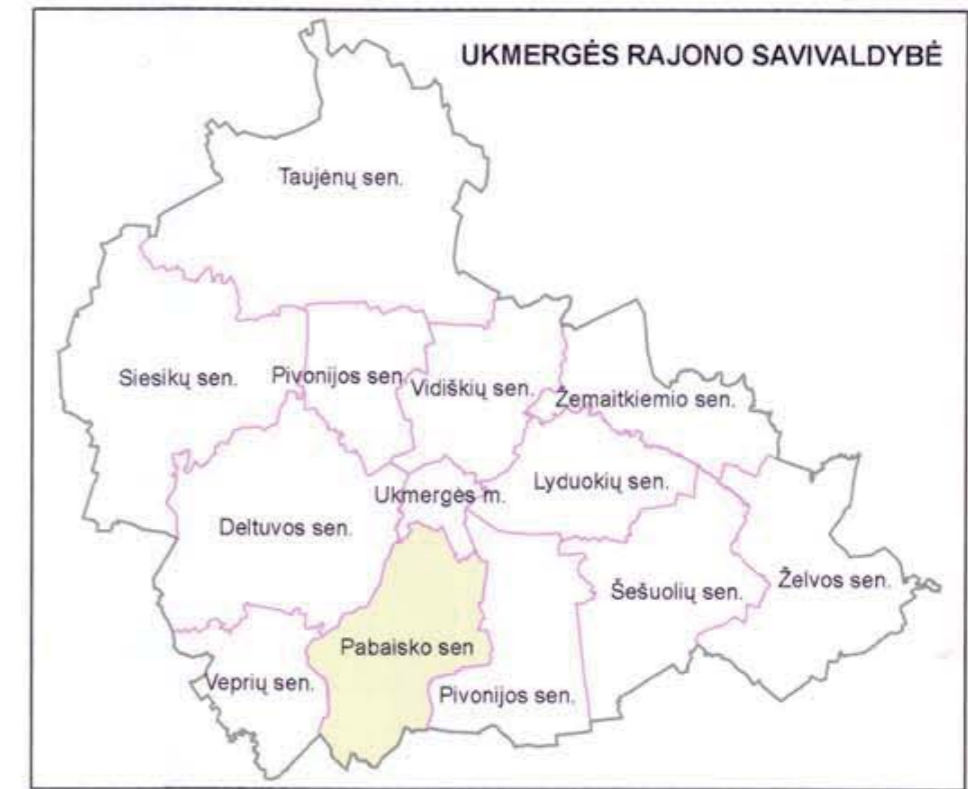 UKMERGĖS RAJONO SAVIVALDYBĖ
Taujėnų sen.
Siesikų sen.
Pivonijos sen
Vidiškių sen.
Žemaitkiemio sen.
Lyduokių sen.
Ukmergės m.
Deltuvos sen.
Želvos sen.
Šešuolių sen.
Pabaisko sen
Veprių sen.
Pivonijos sen.